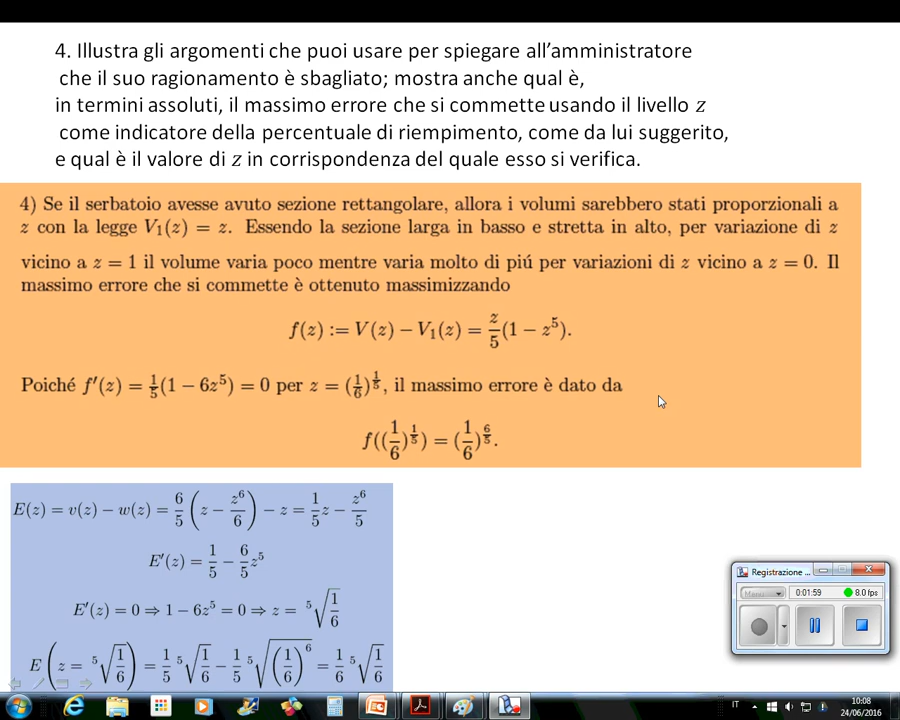 4. Illustra gli argomenti che puoi usare per spiegare all'amministratore
che il suo ragionamento è sbagliato; mostra anche qual è,
in termini assoluti, il massimo errore che si commette usando il livello z
come indicatore della percentuale di riempimento, come da lui suggerito,
e qual è il valore di z in corrispondenza del quale esso si verifica.
4) Se il serbatoio avesse avuto sezione rettangolare, allora i volumi sarebbero stati proporzionali a
z con la legge V₁(z) = z. Essendo la sezione larga in basso e stretta in alto, per variazione di z
vicino a z = 1 il volume varia poco mentre varia molto di piú per variazioni di z vicino a z = 0. Il
massimo errore che si commette è ottenuto massimizzando
f(z) := V(z) − V₁(z) = z/5 (1 − z⁵).
Poiché f′(z) = 1/5 (1 − 6z⁵) = 0 per z = (1/6)^(1/5), il massimo errore è dato da
f((1/6)^(1/5)) = (1/6)^(6/5).
E(z) = v(z) − w(z) = 6/5 (z − z⁶/6) − z = 1/5 z − z⁶/5
E′(z) = 1/5 − 6/5 z⁵
E′(z) = 0 ⇒ 1 − 6z⁵ = 0 ⇒ z = ⁵√(1/6)
E (z = ⁵√(1/6)) = 1/5 ⁵√(1/6) − 1/5 ⁵√((1/6)⁶) = 1/6 ⁵√(1/6)
Registrazione ...
Menu
0:01:59
8.0 fps
IT
10:08
24/06/2016